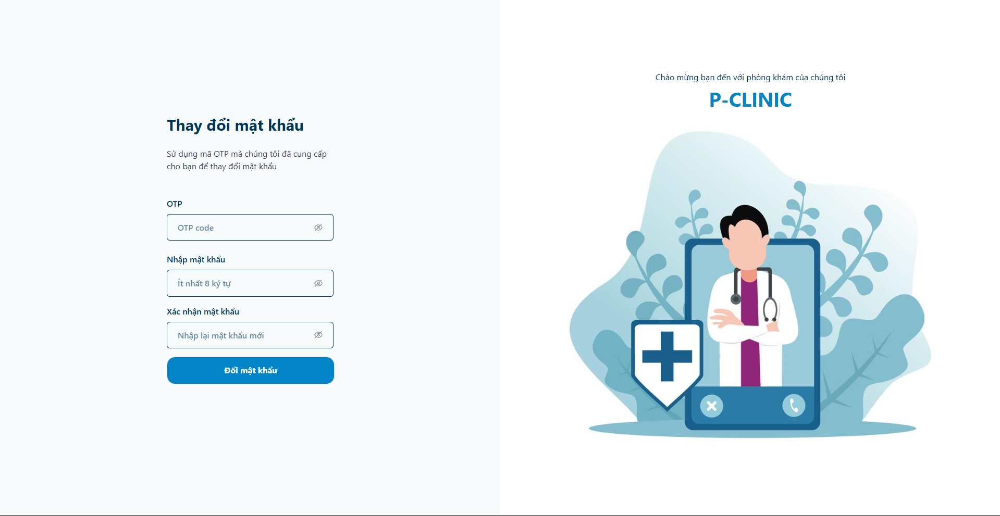 Thay đổi mật khẩu
Sử dụng mã OTP mà chúng tôi đã cung cấp
cho bạn để thay đổi mật khẩu
OTP
OTP code
Nhập mật khẩu
Ít nhất 8 ký tự
Xác nhận mật khẩu
Nhập lại mật khẩu mới
Đổi mật khẩu
Chào mừng bạn đến với phòng khám của chúng tôi
P-CLINIC